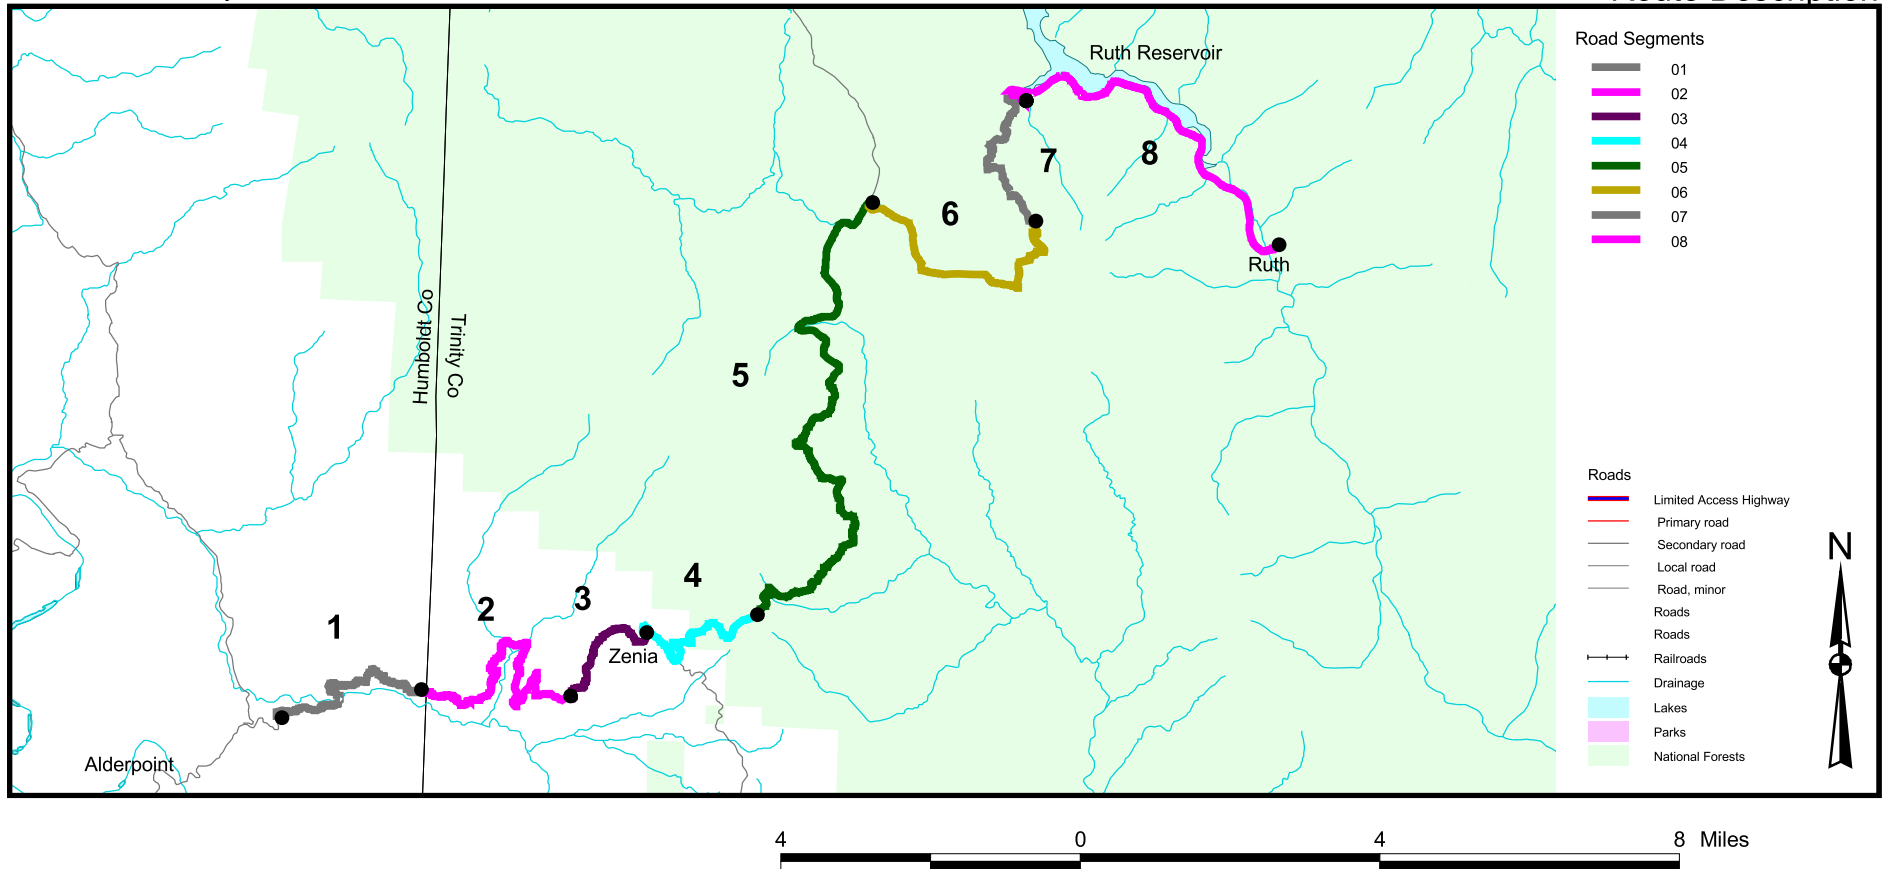 Route Description
Ruth Reservoir
Road Segments
01
02
03
04
05
06
07
08
7
8
6
Ruth
Humboldt Co
Trinity Co
5
Roads
Limited Access Highway
Primary road
Secondary road
Local road
Road, minor
Roads
Roads
Railroads
Drainage
Lakes
Parks
National Forests
N
4
3
2
1
Zenia
Alderpoint
4 0 4 8 Miles